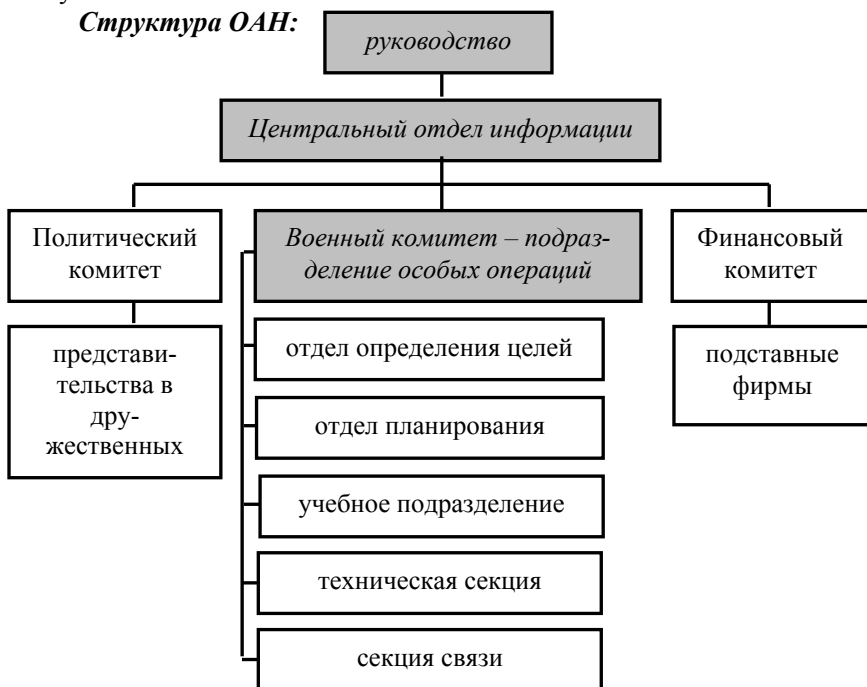 Структура ОАН:
руководство
Центральный отдел информации
Политический
комитет
Военный комитет – подраз-
деление особых операций
Финансовый
комитет
представи-
тельства в
дру-
жественных
отдел определения целей
подставные
фирмы
отдел планирования
учебное подразделение
техническая секция
секция связи